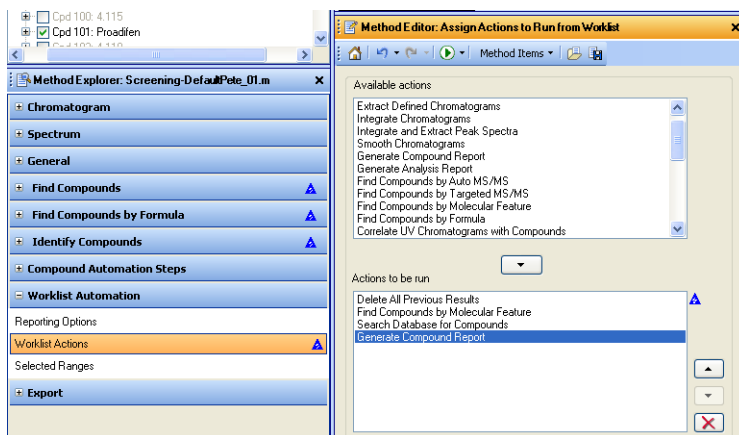 Cpd 100: 4.115
Cpd 101: Proadifen
Method Explorer: Screening-DefaultPete_01.m
Chromatogram
Spectrum
General
Find Compounds
Find Compounds by Formula
Identify Compounds
Compound Automation Steps
Worklist Automation
Reporting Options
Worklist Actions
Selected Ranges
Export
Method Editor: Assign Actions to Run from Worklist
Method Items
Available actions
Extract Defined Chromatograms
Integrate Chromatograms
Integrate and Extract Peak Spectra
Smooth Chromatograms
Generate Compound Report
Generate Analysis Report
Find Compounds by Auto MS/MS
Find Compounds by Targeted MS/MS
Find Compounds by Molecular Feature
Find Compounds by Formula
Correlate UV Chromatograms with Compounds
Actions to be run
Delete All Previous Results
Find Compounds by Molecular Feature
Search Database for Compounds
Generate Compound Report